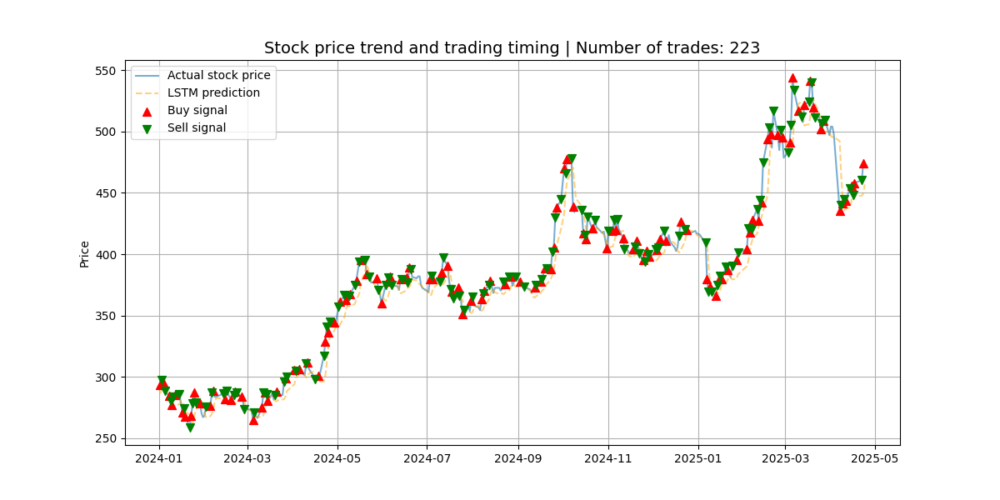 Stock price trend and trading timing | Number of trades: 223
Actual stock price
LSTM prediction
Buy signal
Sell signal
Price
550
500
450
400
350
300
250
2024-01 2024-03 2024-05 2024-07 2024-09 2024-11 2025-01 2025-03 2025-05